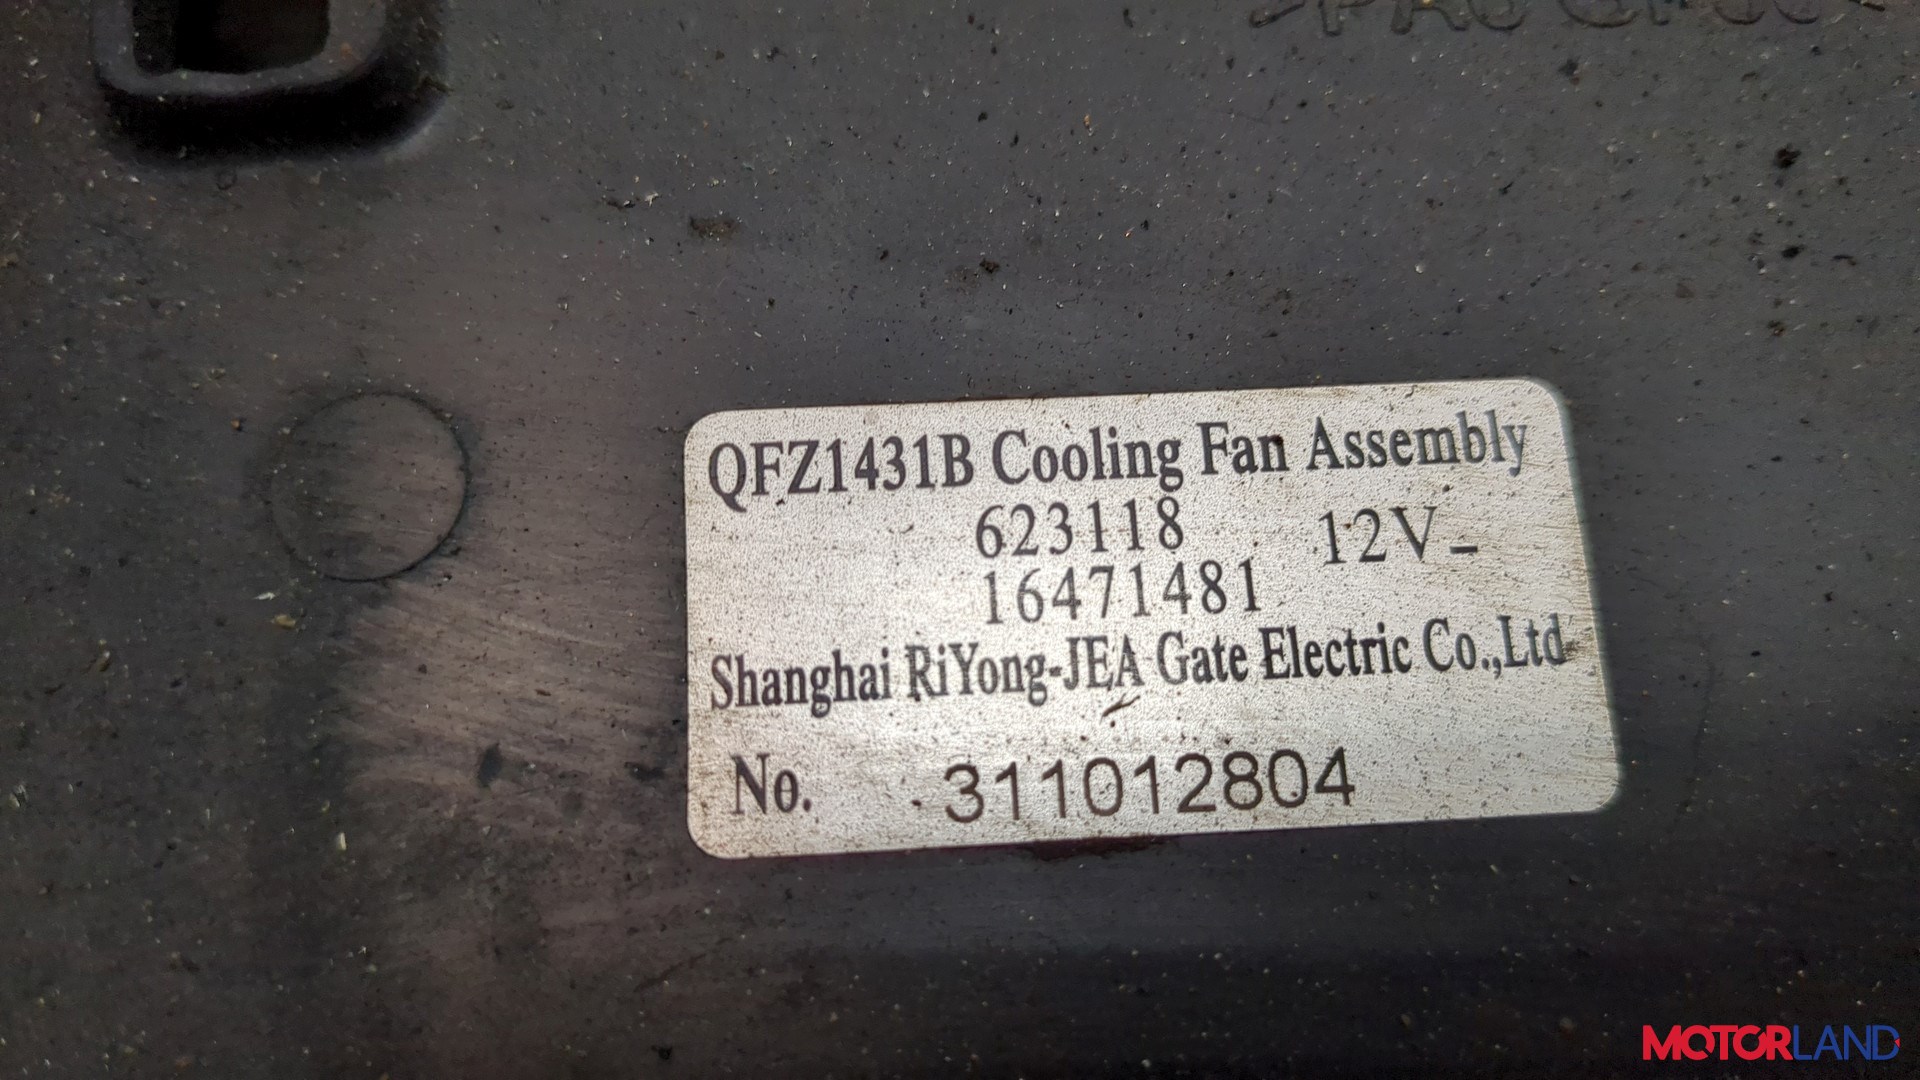 QFZ1431B Cooling Fan Assembly
623118 12V-
16471481
Shanghai RiYong-JEA Gate Electric Co.,Ltd
No. 311012804
MOTORLAND